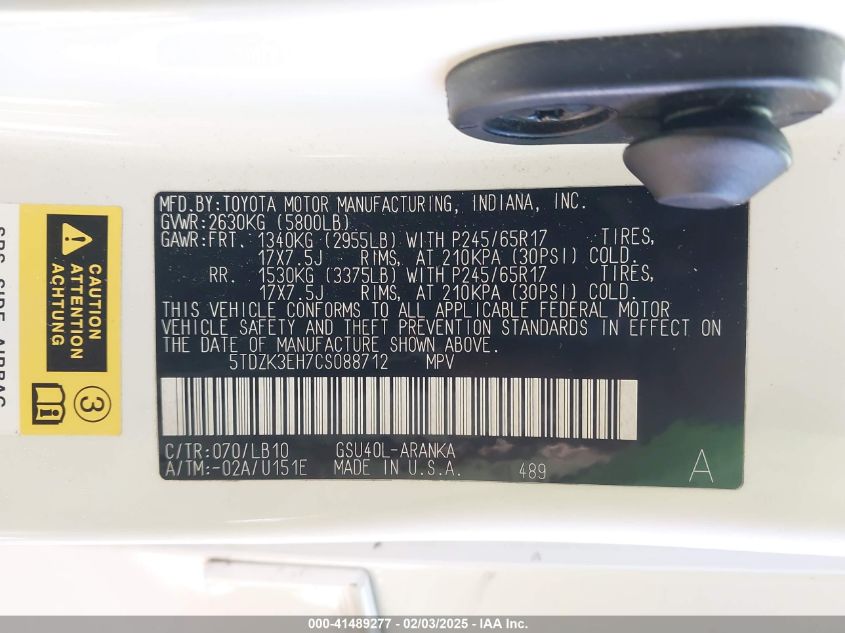 MFD.BY:TOYOTA MOTOR MANUFACTURING, INDIANA, INC.
GVWR:2630KG (5800LB)
GAWR:FRT. 1340KG (2955LB) WITH P245/65R17 TIRES,
17X7.5J RIMS, AT 210KPA (30PSI) COLD.
RR. 1530KG (3375LB) WITH P245/65R17 TIRES,
17X7.5J RIMS, AT 210KPA (30PSI) COLD.
THIS VEHICLE CONFORMS TO ALL APPLICABLE FEDERAL MOTOR
VEHICLE SAFETY AND THEFT PREVENTION STANDARDS IN EFFECT ON
THE DATE OF MANUFACTURE SHOWN ABOVE.
5TDZK3EH7CS088712 MPV
C/TR:070/LB10 GSU40L-ARANKA
A/TM:-02A/U151E MADE IN U.S.A. 489 A
CAUTION
ATTENTION
ACHTUNG
3
SRS SIDE AIRBAG
000-41489277 - 02/03/2025 - IAA Inc.